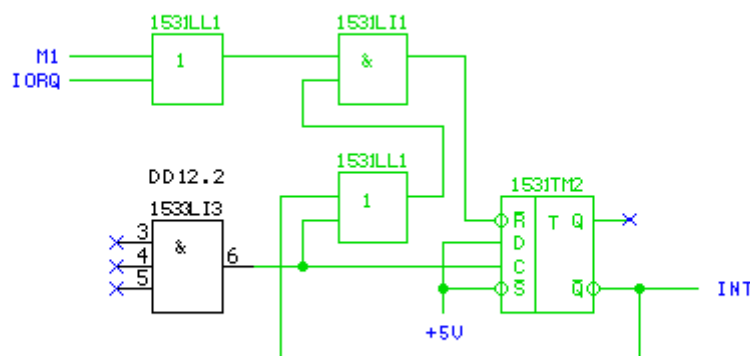 1531LL1
1531LI1
M1
1
&
IORQ
1531LL1
DD12.2
1531TM2
1533LI3
1
3
&
R
T
Q
4
6
D
5
C
S
Q
INT
+5V